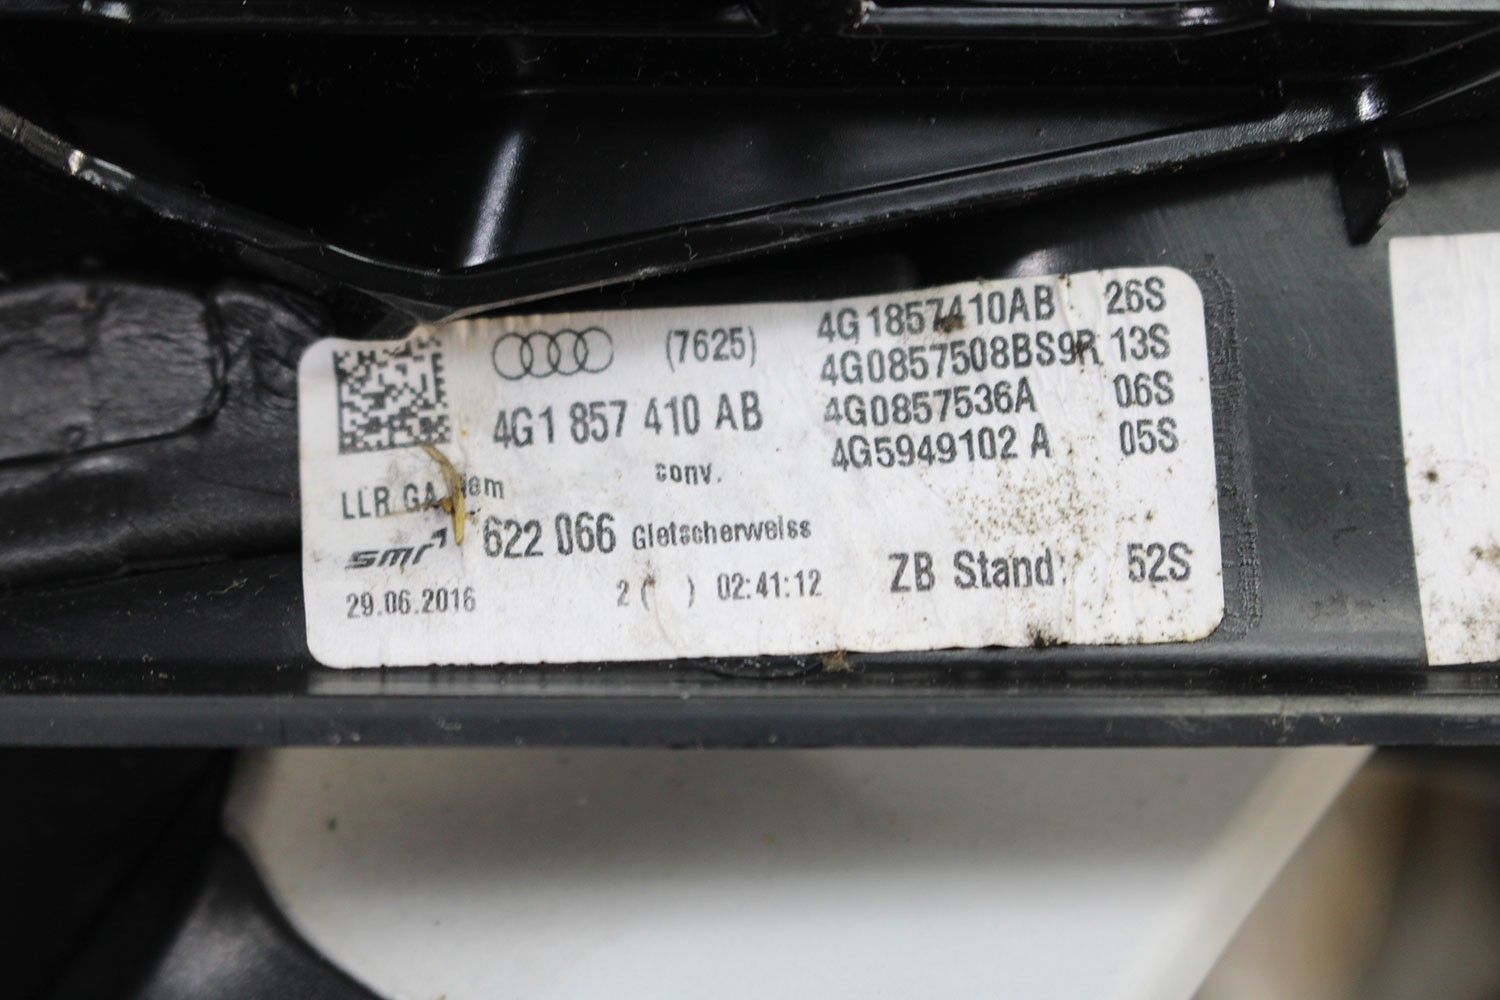 (7625)
4G1 857 410 AB
conv.
LLR GA
smr
622 066 Gletscherweiss
29.06.2016
2 ( ) 02:41:12
4G1857410AB 26S
4G0857508BS9R 13S
4G0857536A 06S
4G5949102 A 05S
ZB Stand: 52S